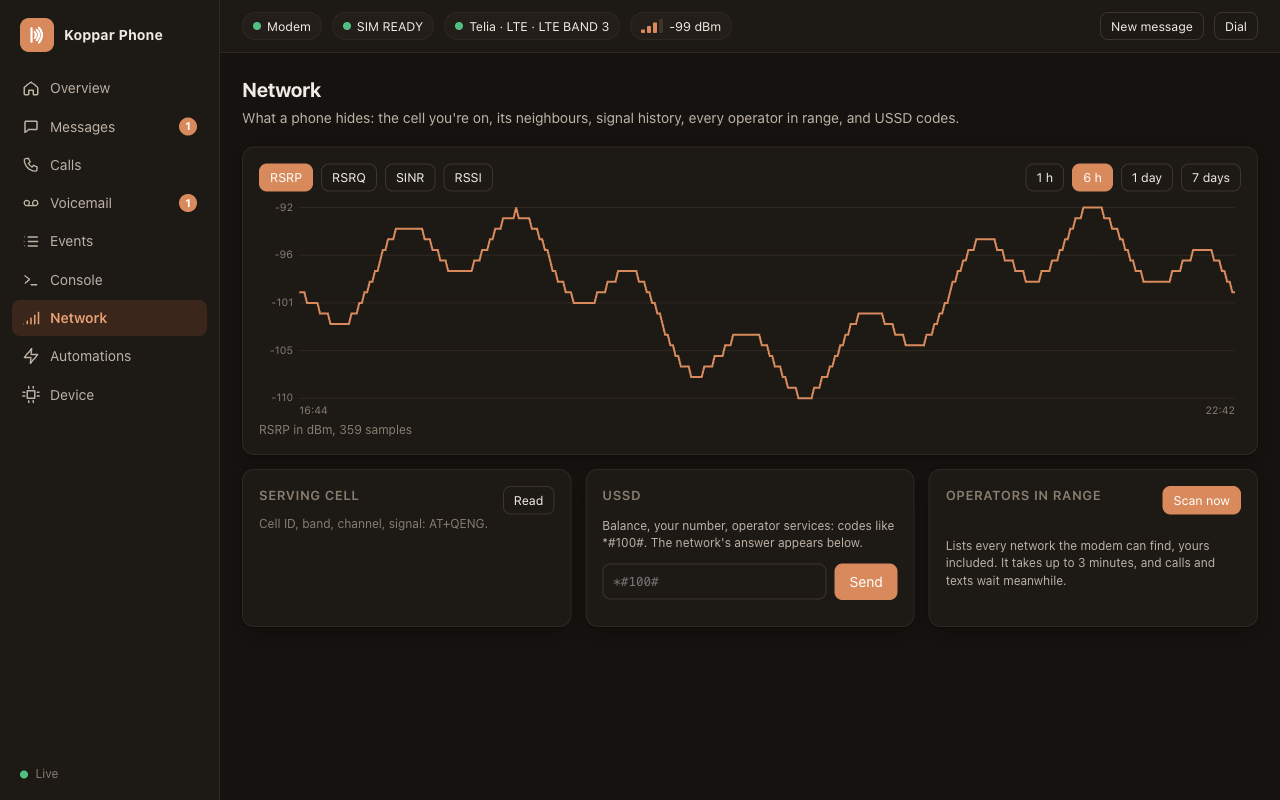 Koppar Phone
Overview
Messages 1
Calls
Voicemail 1
Events
Console
Network
Automations
Device
Live
Modem
SIM READY
Telia · LTE · LTE BAND 3
-99 dBm
New message
Dial
Network
What a phone hides: the cell you're on, its neighbours, signal history, every operator in range, and USSD codes.
RSRP RSRQ SINR RSSI
1 h 6 h 1 day 7 days
-92
-96
-101
-105
-110
16:44 22:42
RSRP in dBm, 359 samples
SERVING CELL
Read
Cell ID, band, channel, signal: AT+QENG.
USSD
Balance, your number, operator services: codes like
*#100#. The network's answer appears below.
*#100#
Send
OPERATORS IN RANGE
Scan now
Lists every network the modem can find, yours
included. It takes up to 3 minutes, and calls and
texts wait meanwhile.